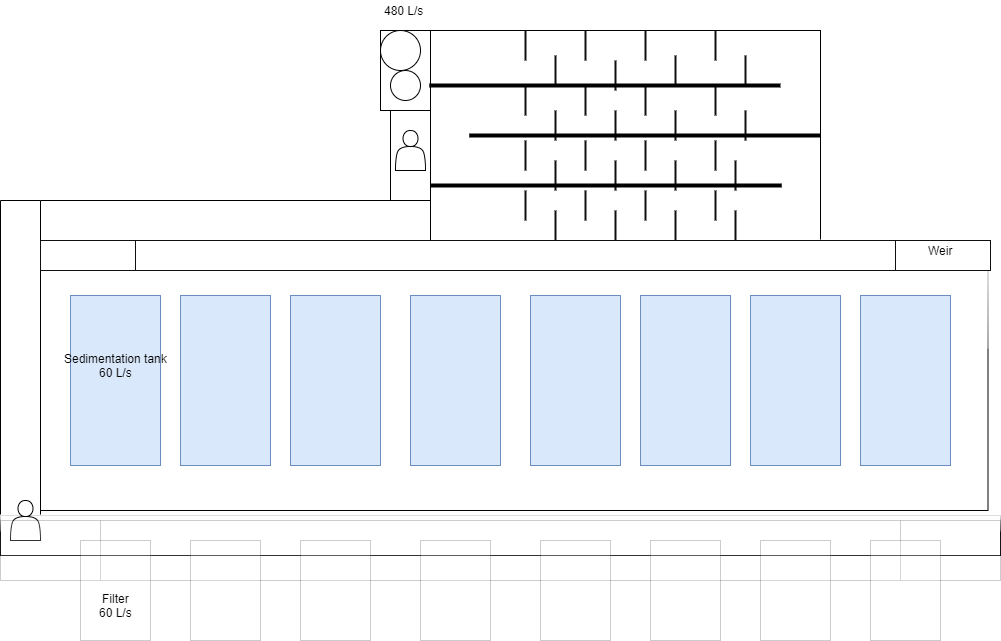 480 L/s
Weir
Sedimentation tank
60 L/s
Filter
60 L/s